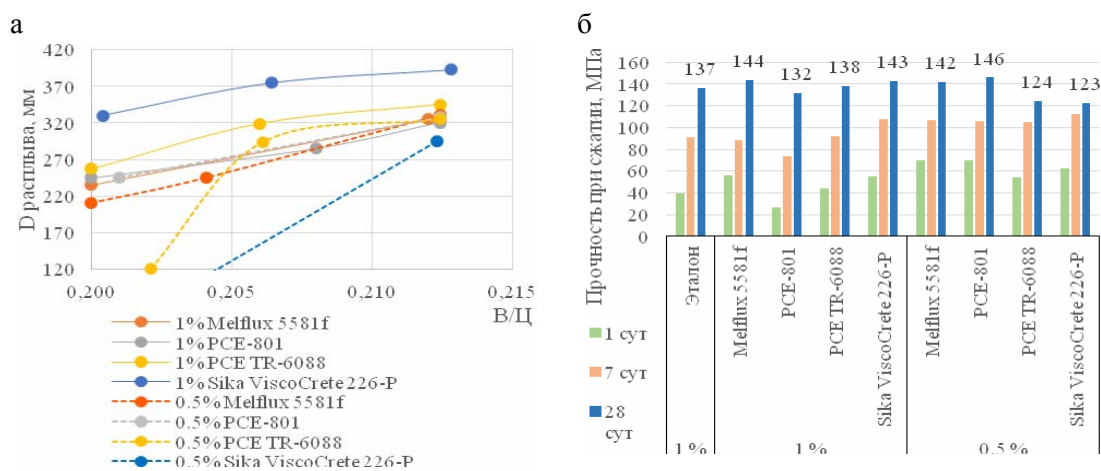 а
420
370
320
270
220
170
120
D расплыва, мм
0,200
0,205
0,210
0,215
В/Ц
1% Melflux 5581f
1% PCE-801
1% PCE TR-6088
1% Sika ViscoCrete 226-P
0.5% Melflux 5581f
0.5% PCE-801
0.5% PCE TR-6088
0.5% Sika ViscoCrete 226-P
б
Прочность при сжатии, МПа
160
140
120
100
80
60
40
20
0
137
144
132
138
143
142
146
124
123
Эталон
Melflux 5581f
PCE-801
PCE TR-6088
Sika ViscoCrete 226-P
Melflux 5581f
PCE-801
PCE TR-6088
Sika ViscoCrete 226-P
1 %
1 %
0.5 %
1 сут
7 сут
28
сут